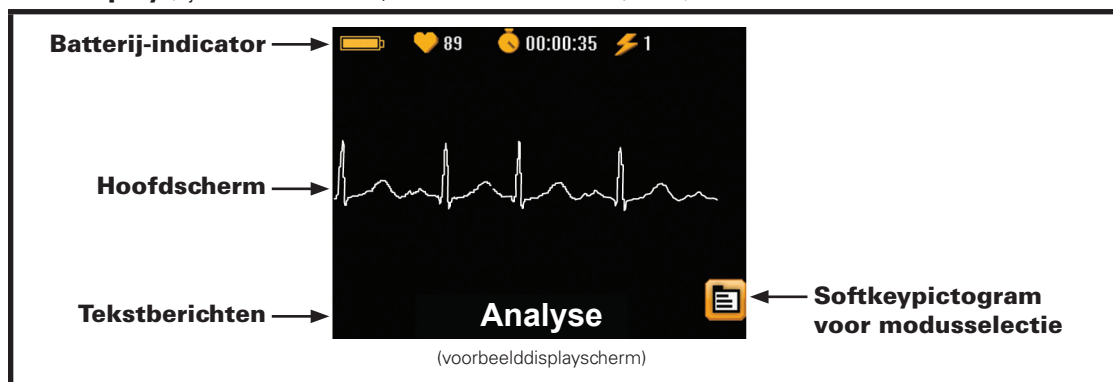 Batterij-indicator
89 00:00:35 1
Hoofdscherm
Tekstberichten
Analyse
Softkeypictogram
voor modusselectie
(voorbeelddisplayscherm)